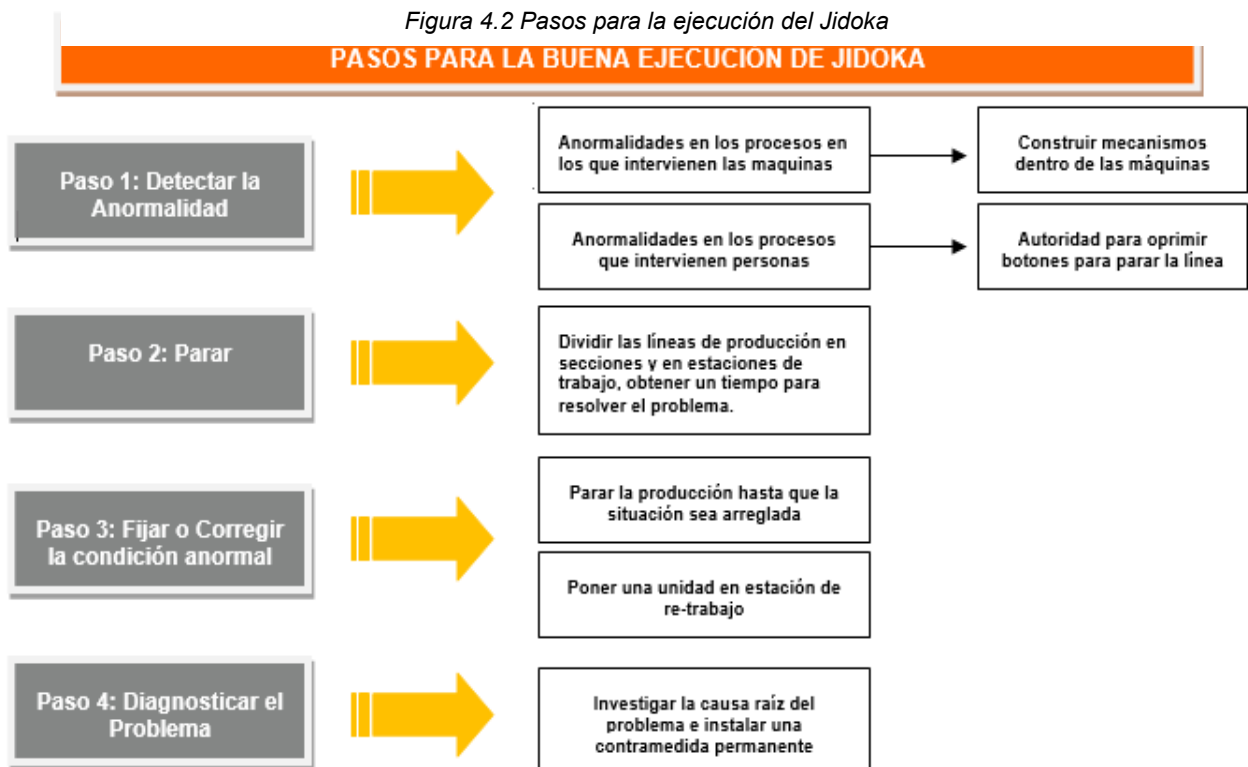 Figura 4.2 Pasos para la ejecución del Jidoka
PASOS PARA LA BUENA EJECUCION DE JIDOKA
Paso 1: Detectar la
Anormalidad
Anormalidades en los procesos en
los que intervienen las maquinas
Construir mecanismos
dentro de las máquinas
Anormalidades en los procesos
que intervienen personas
Autoridad para oprimir
botones para parar la línea
Paso 2: Parar
Dividir las líneas de producción en
secciones y en estaciones de
trabajo, obtener un tiempo para
resolver el problema.
Paso 3: Fijar o Corregir
la condición anormal
Parar la producción hasta que la
situación sea arreglada
Poner una unidad en estación de
re-trabajo
Paso 4: Diagnosticar el
Problema
Investigar la causa raíz del
problema e instalar una
contramedida permanente